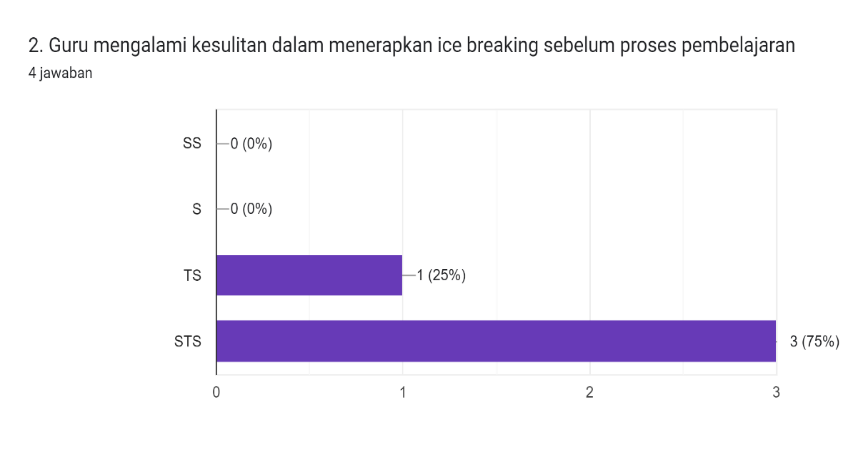 2. Guru mengalami kesulitan dalam menerapkan ice breaking sebelum proses pembelajaran
4 jawaban
SS 0 (0%)
S 0 (0%)
TS 1 (25%)
STS 3 (75%)
0 1 2 3